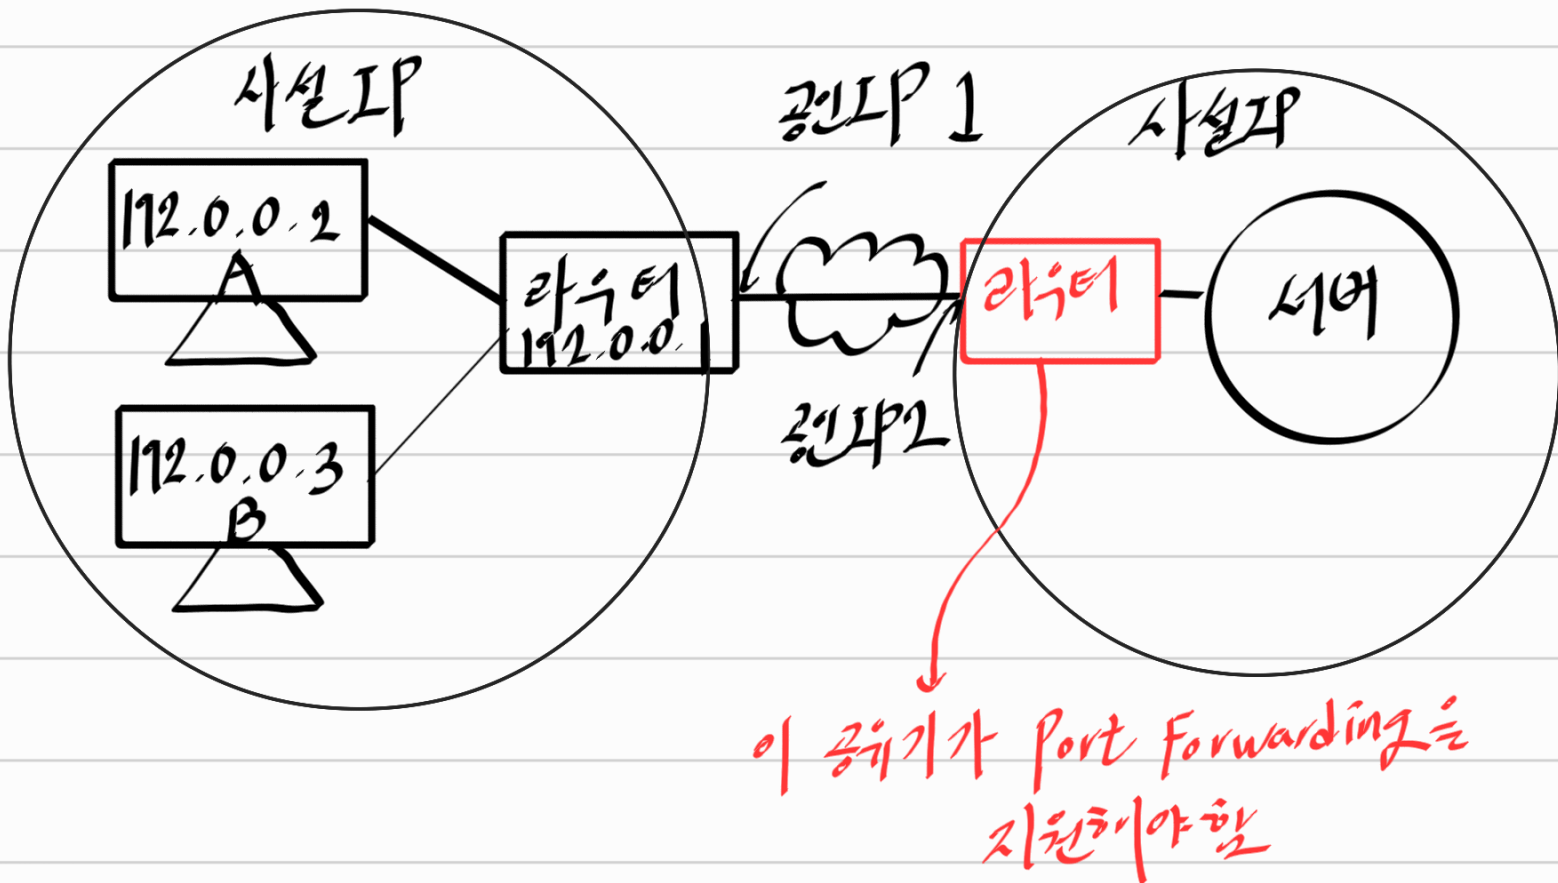 사설IP
172.0.0.2
A
172.0.0.3
B
라우터
192.0.0.1
공인IP 1
공인IP2
사설IP
라우터
서버
이 공유기가 Port Forwarding을
지원해야함